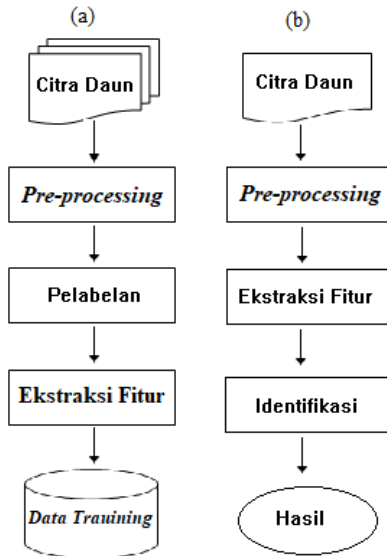 (a)
Citra Daun
Pre-processing
Pelabelan
Ekstraksi Fitur
Data Trauining
(b)
Citra Daun
Pre-processing
Ekstraksi Fitur
Identifikasi
Hasil